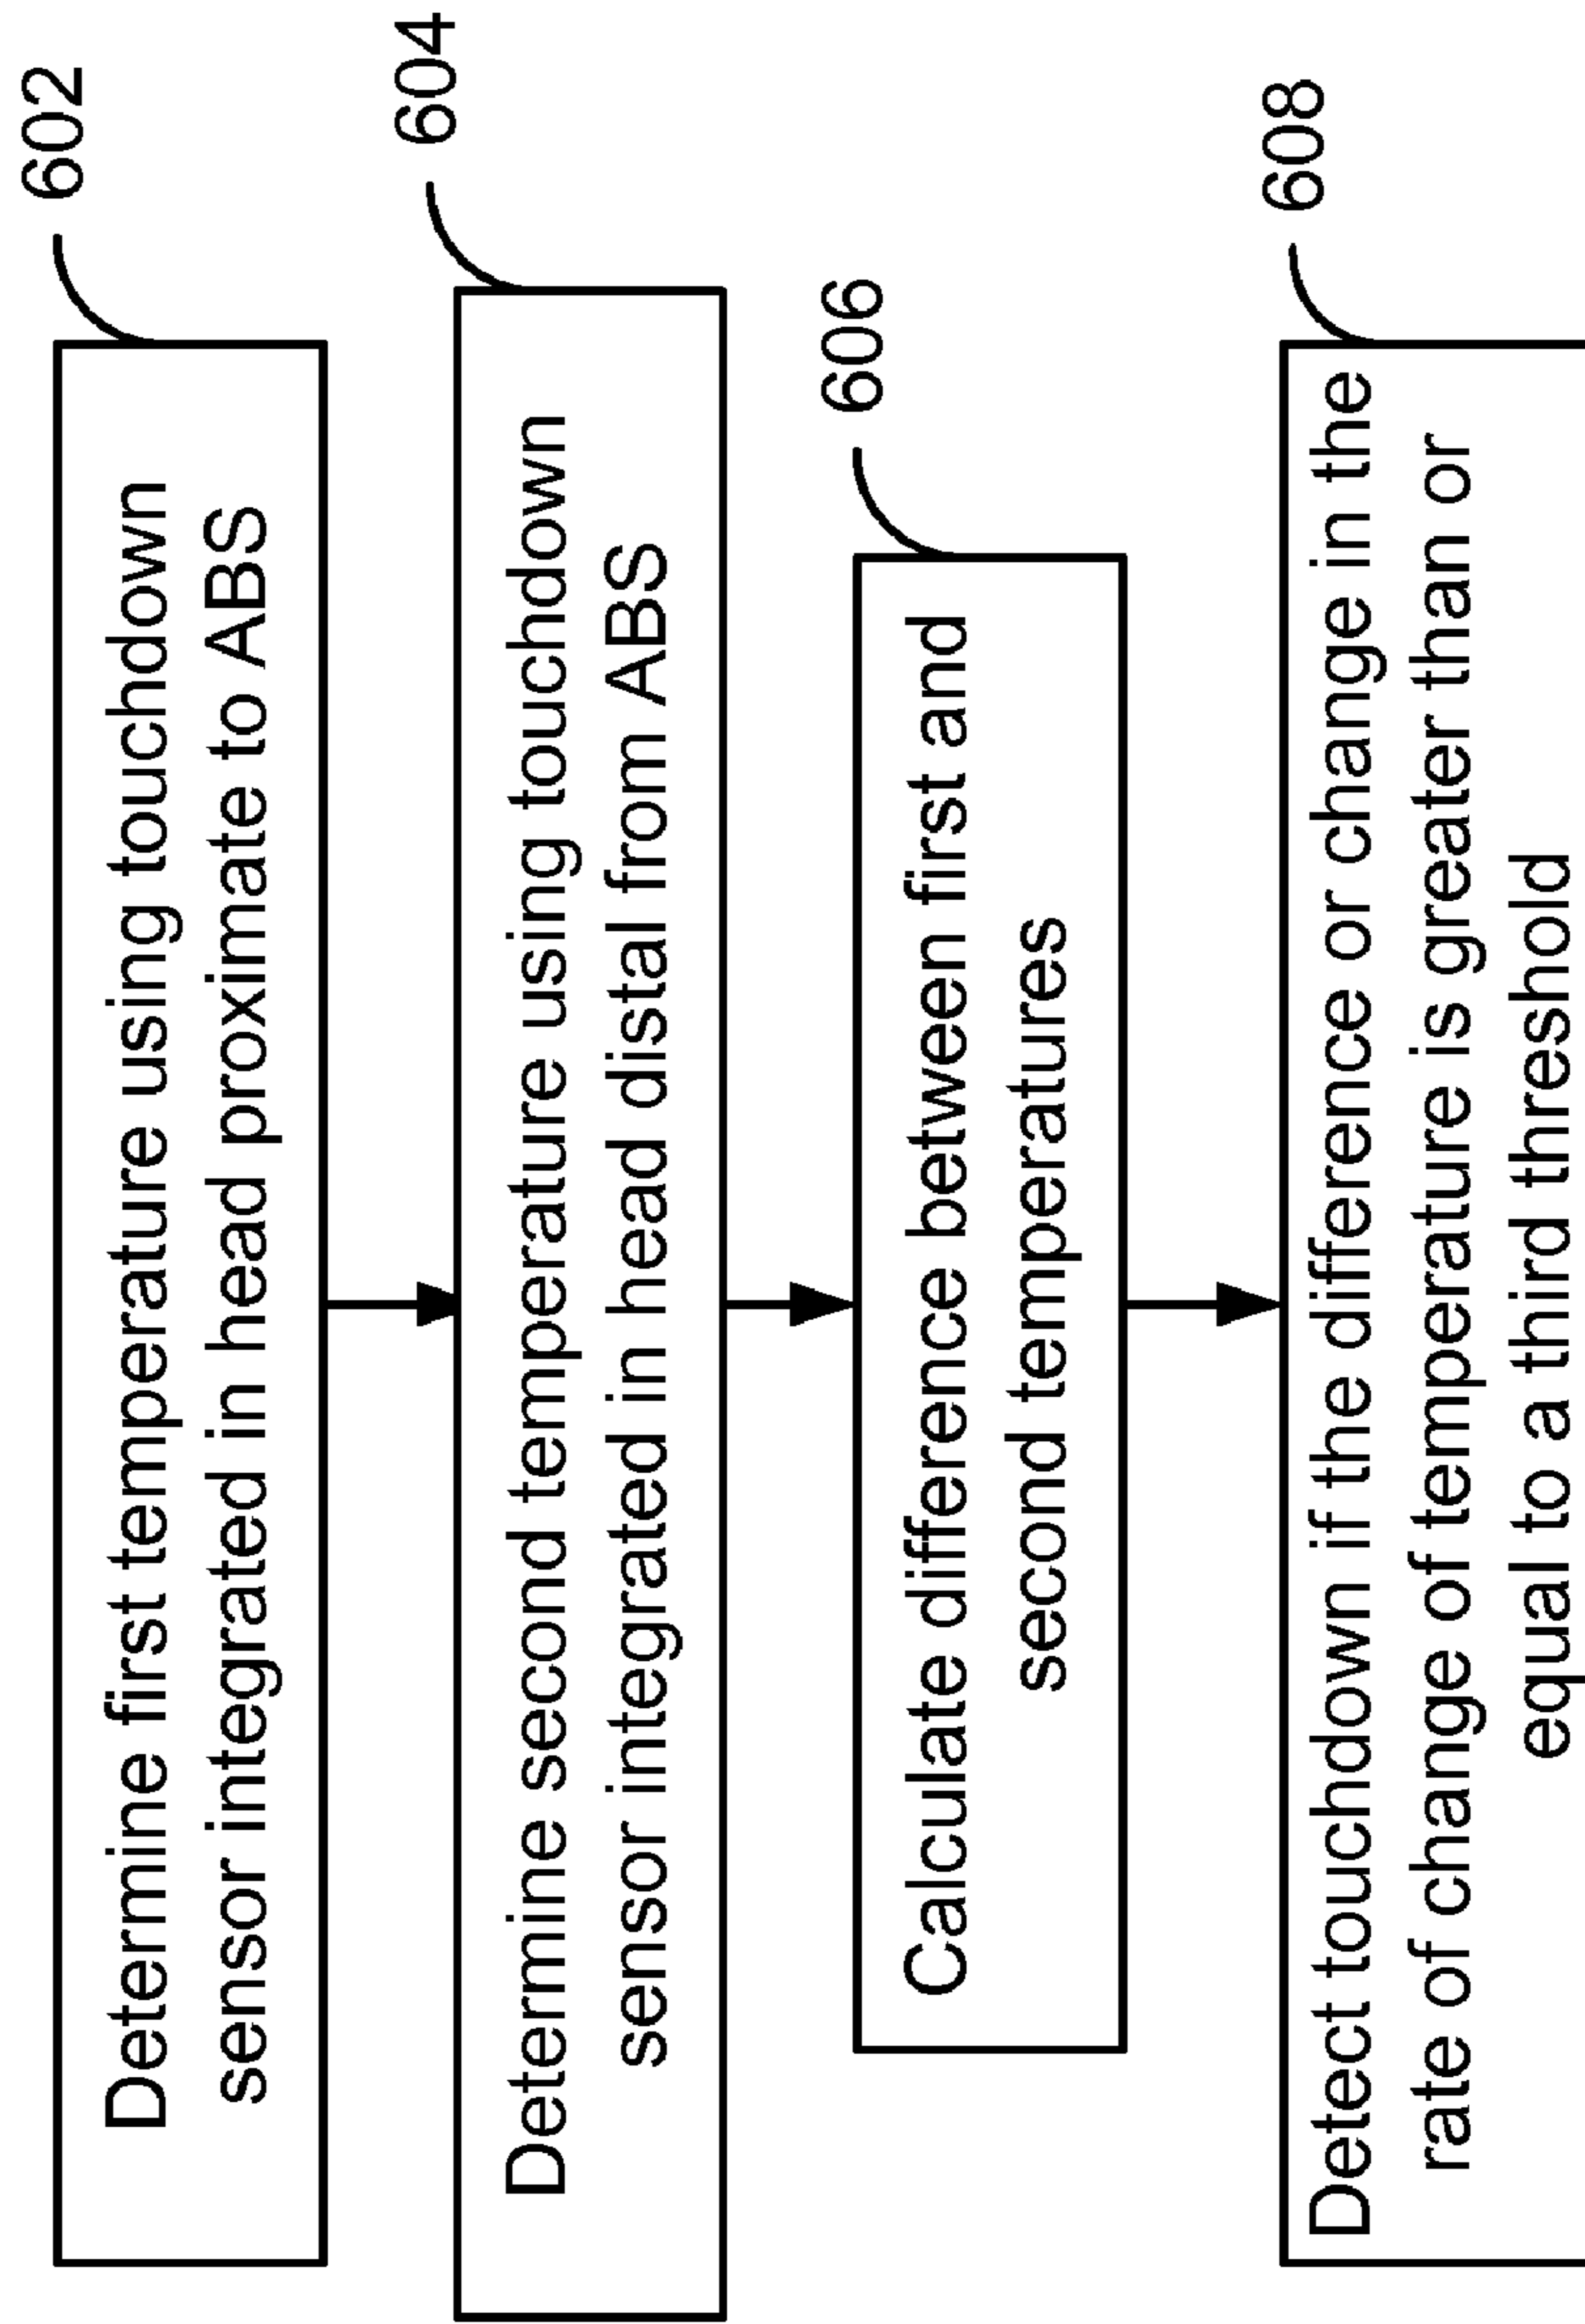 602
Determine first temperature using touchdown
sensor integrated in head proximate to ABS
604
Determine second temperature using touchdown
sensor integrated in head distal from ABS
606
Calculate difference between first and
second temperatures
608
Detect touchdown if the difference or change in the
rate of change of temperature is greater than or
equal to a third threshold